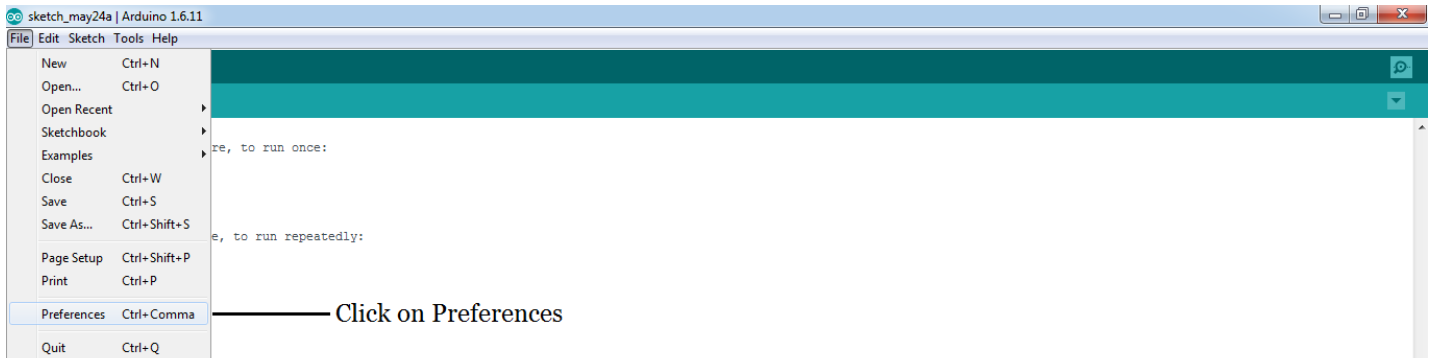 sketch_may24a | Arduino 1.6.11
File Edit Sketch Tools Help
New Ctrl+N
Open... Ctrl+O
Open Recent
Sketchbook
Examples
re, to run once:
Close Ctrl+W
Save Ctrl+S
Save As... Ctrl+Shift+S
e, to run repeatedly:
Page Setup Ctrl+Shift+P
Print Ctrl+P
Preferences Ctrl+Comma
Click on Preferences
Quit Ctrl+Q